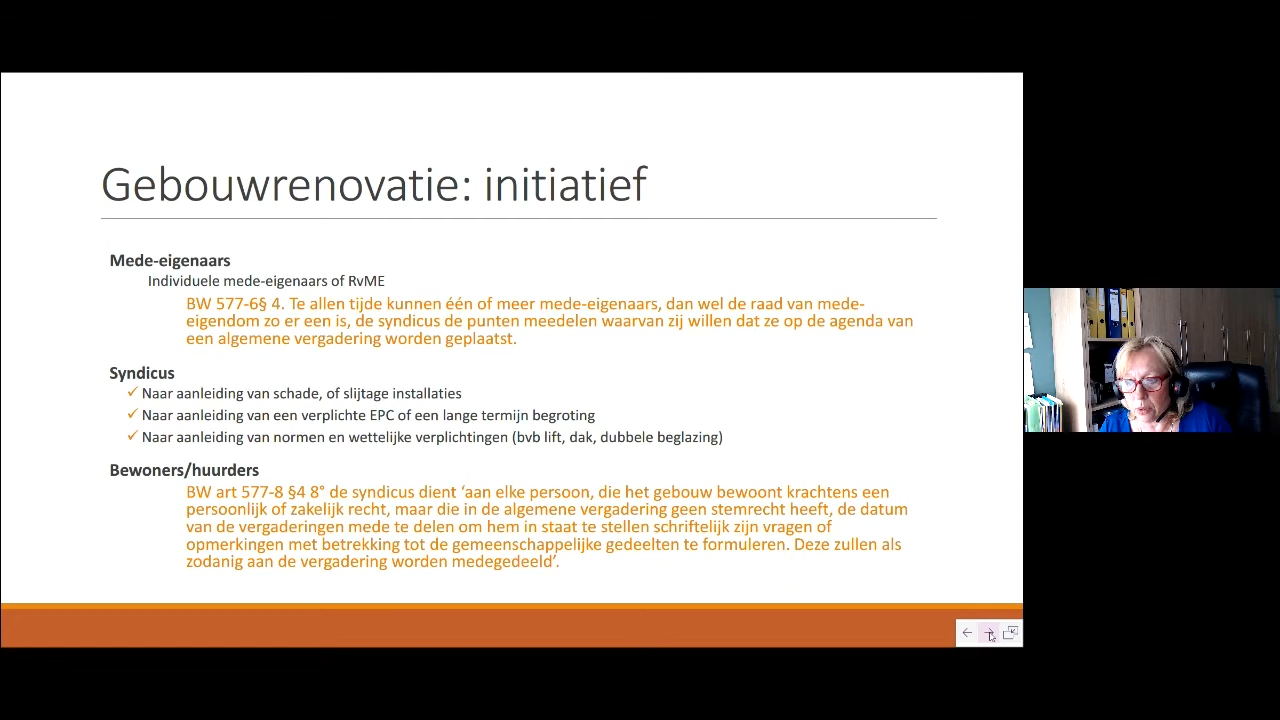 Gebouwrenovatie: initiatief
Mede-eigenaars
Individuele mede-eigenaars of RvME
BW 577-6§ 4. Te allen tijde kunnen één of meer mede-eigenaars, dan wel de raad van mede-
eigendom zo er een is, de syndicus de punten meedelen waarvan zij willen dat ze op de agenda van
een algemene vergadering worden geplaatst.
Syndicus
✓ Naar aanleiding van schade, of slijtage installaties
✓ Naar aanleiding van een verplichte EPC of een lange termijn begroting
✓ Naar aanleiding van normen en wettelijke verplichtingen (bvb lift, dak, dubbele beglazing)
Bewoners/huurders
BW art 577-8 §4 8° de syndicus dient ‘aan elke persoon, die het gebouw bewoont krachtens een
persoonlijk of zakelijk recht, maar die in de algemene vergadering geen stemrecht heeft, de datum
van de vergaderingen mede te delen om hem in staat te stellen schriftelijk zijn vragen of
opmerkingen met betrekking tot de gemeenschappelijke gedeelten te formuleren. Deze zullen als
zodanig aan de vergadering worden medegedeeld’.